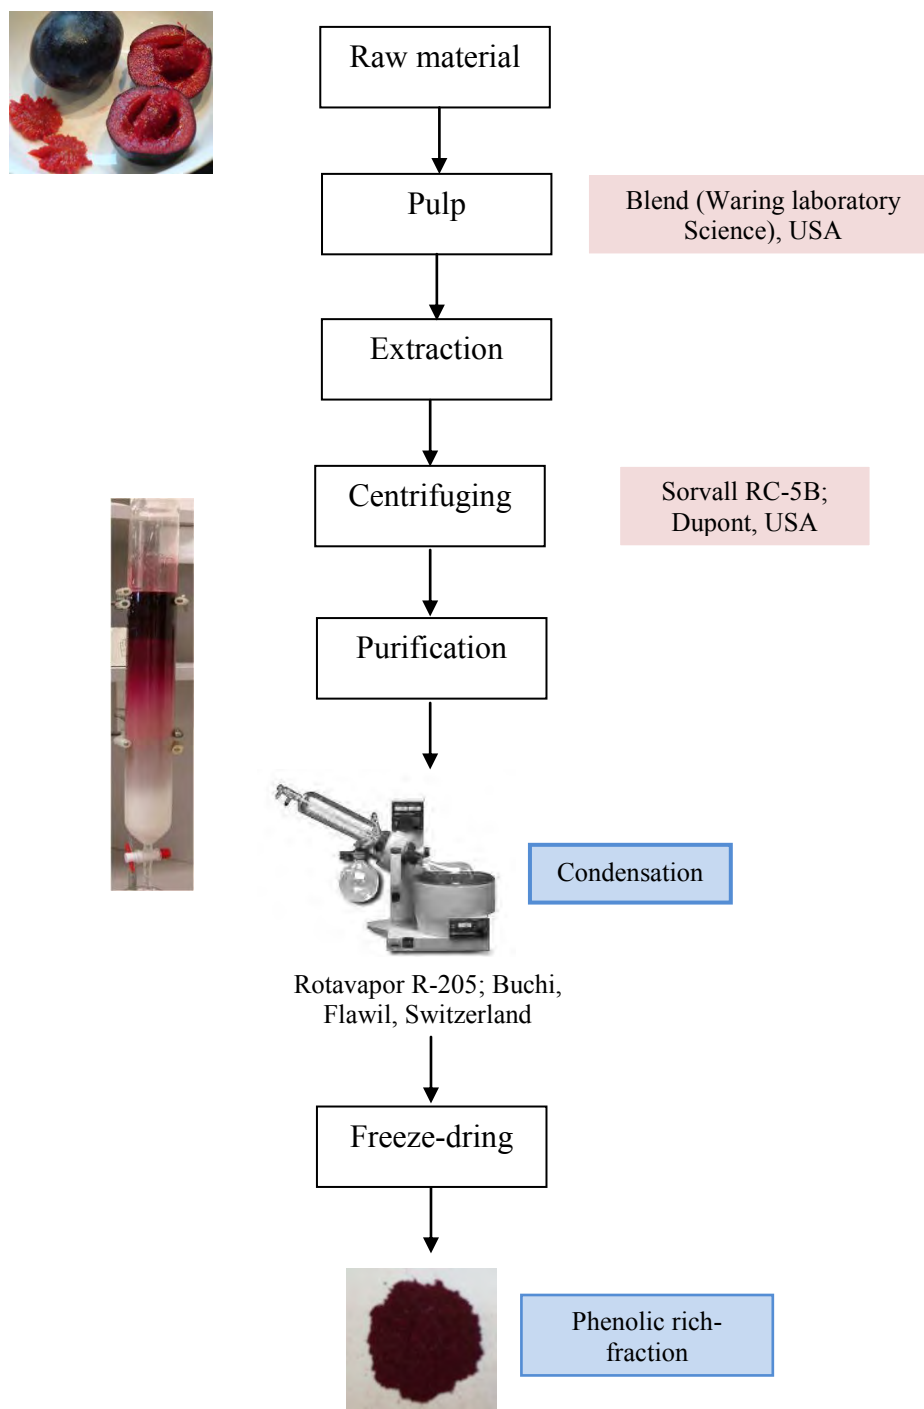 Raw material
Pulp
Blend (Waring laboratory
Science), USA
Extraction
Centrifuging
Sorvall RC-5B;
Dupont, USA
Purification
Condensation
Rotavapor R-205; Buchi,
Flawil, Switzerland
Freeze-dring
Phenolic rich-
fraction